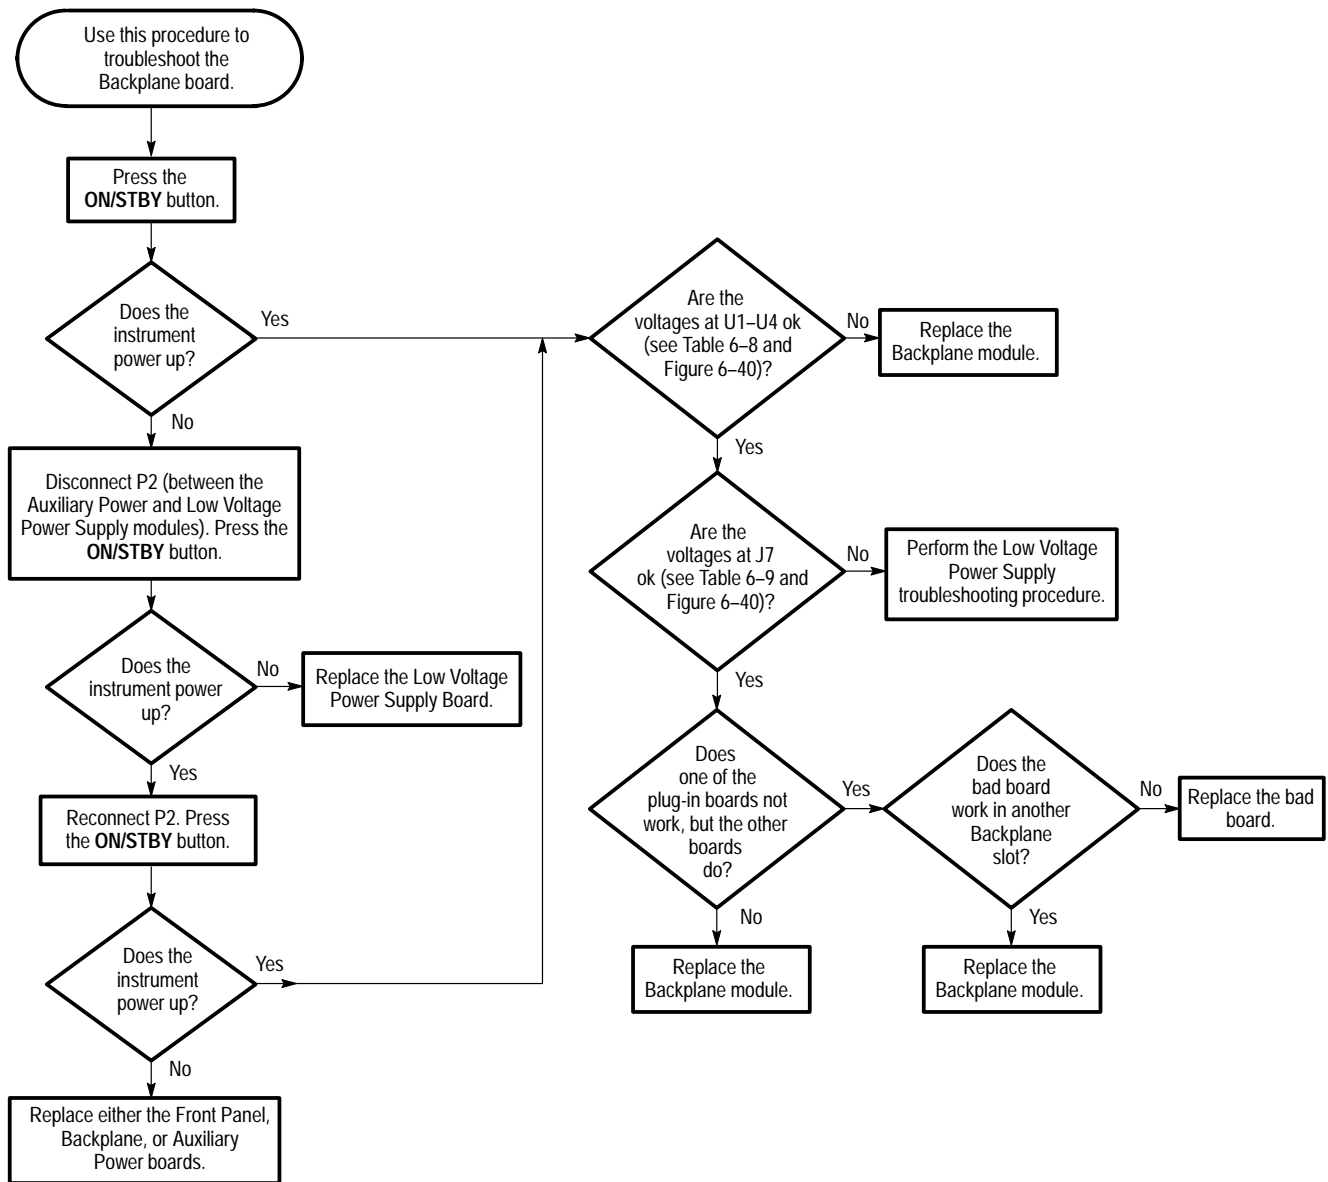 Use this procedure to
troubleshoot the
Backplane board.
Press the
ON/STBY button.
Does the
instrument
power up?
Yes
No
Disconnect P2 (between the
Auxiliary Power and Low Voltage
Power Supply modules). Press the
ON/STBY button.
Does the
instrument power
up?
No
Replace the Low Voltage
Power Supply Board.
Yes
Reconnect P2. Press
the ON/STBY button.
Does the
instrument
power up?
Yes
No
Replace either the Front Panel,
Backplane, or Auxiliary
Power boards.
Are the
voltages at U1–U4 ok
(see Table 6–8 and
Figure 6–40)?
No
Replace the
Backplane module.
Yes
Are the
voltages at J7
ok (see Table 6–9 and
Figure 6–40)?
No
Perform the Low Voltage
Power Supply
troubleshooting procedure.
Yes
Does
one of the
plug-in boards not
work, but the other
boards
do?
Yes
No
Replace the
Backplane module.
Does the
bad board
work in another
Backplane
slot?
No
Replace the bad
board.
Yes
Replace the
Backplane module.